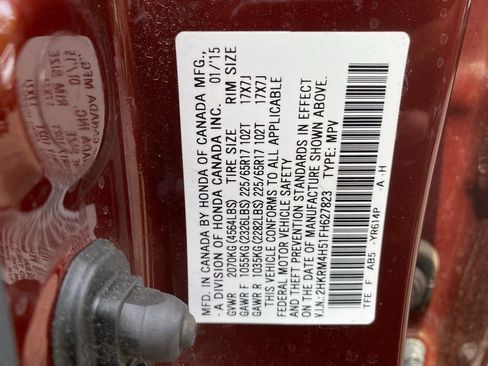 MFD. IN CANADA BY HONDA OF CANADA MFG.,
- A DIVISION OF HONDA CANADA INC. 01/15
GVWR 2070KG(4564LBS) TIRE SIZE RIM SIZE
GAWR F 1055KG(2326LBS) 225/65R17 102T 17X7J
GAWR R 1035KG(2282LBS) 225/65R17 102T 17X7J
THIS VEHICLE CONFORMS TO ALL APPLICABLE
FEDERAL MOTOR VEHICLE SAFETY
AND THEFT PREVENTION STANDARDS IN EFFECT
ON DATE OF MANUFACTURE SHOWN ABOVE.
V.I.N.: 2HKRM4H51FH627823 TYPE: MPV
TFE F AB5 -YR614P -A -H